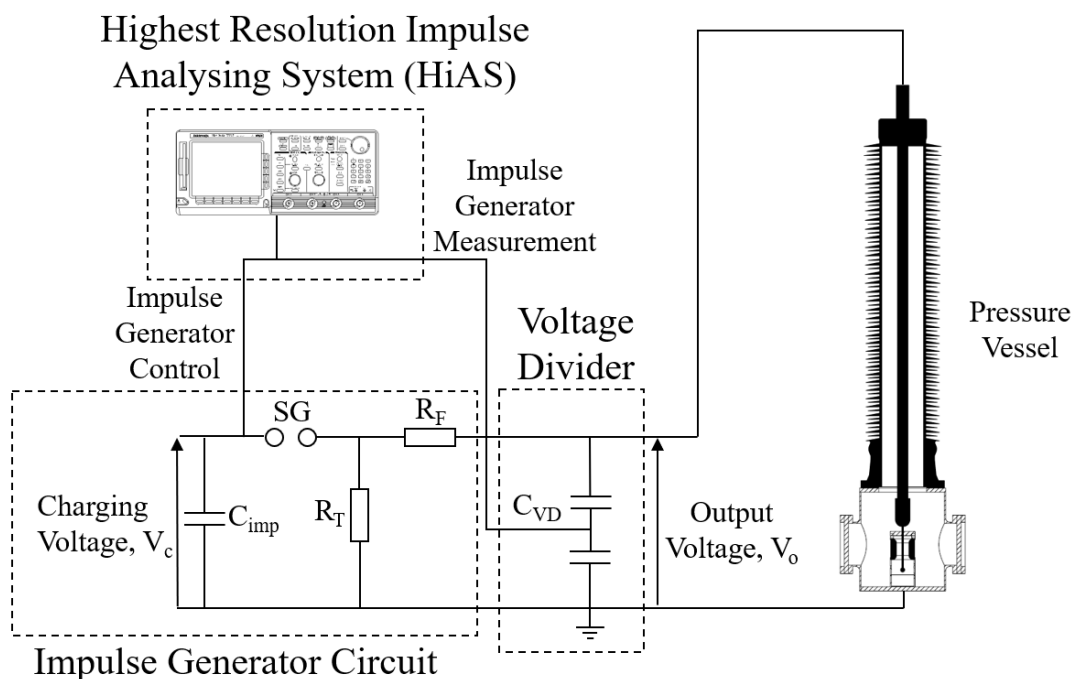 Highest Resolution Impulse
Analysing System (HiAS)
Impulse
Generator
Measurement
Impulse
Generator
Control
Voltage
Divider
Pressure
Vessel
SG
R_F
Charging
Voltage, V_c
C_imp
R_T
C_VD
Output
Voltage, V_o
Impulse Generator Circuit